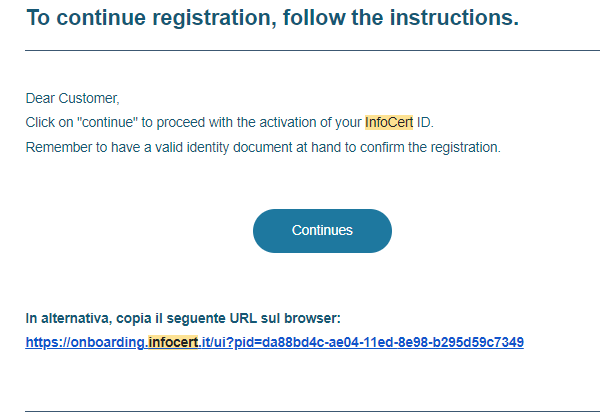 To continue registration, follow the instructions.
Dear Customer,
Click on "continue" to proceed with the activation of your InfoCert ID.
Remember to have a valid identity document at hand to confirm the registration.
Continues
In alternativa, copia il seguente URL sul browser:
https://onboarding.infocert.it/ui?pid=da88bd4c-ae04-11ed-8e98-b295d59c7349